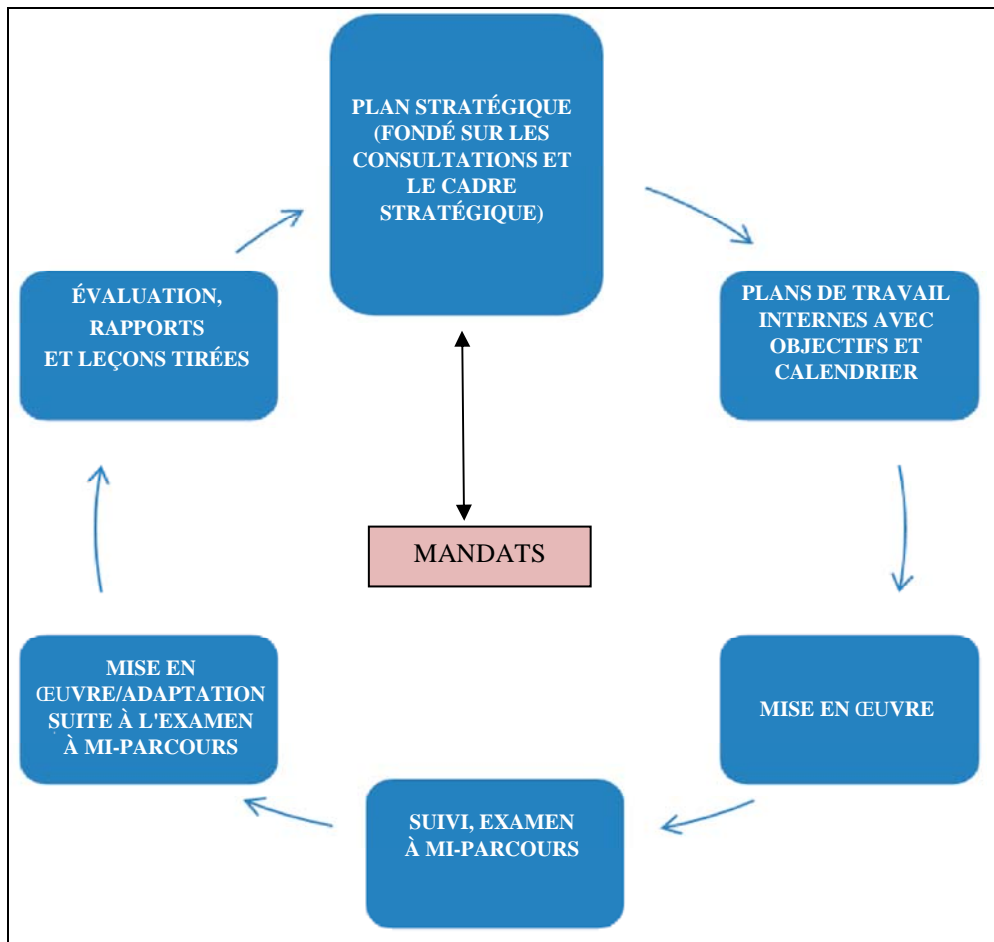 PLAN STRATÉGIQUE
(FONDÉ SUR LES
CONSULTATIONS ET
LE CADRE
STRATÉGIQUE)
PLANS DE TRAVAIL
INTERNES AVEC
OBJECTIFS ET
CALENDRIER
MISE EN ŒUVRE
SUIVI, EXAMEN
À MI-PARCOURS
MISE EN
ŒUVRE/ADAPTATION
SUITE À L'EXAMEN
À MI-PARCOURS
ÉVALUATION,
RAPPORTS
ET LEÇONS TIRÉES
MANDATS